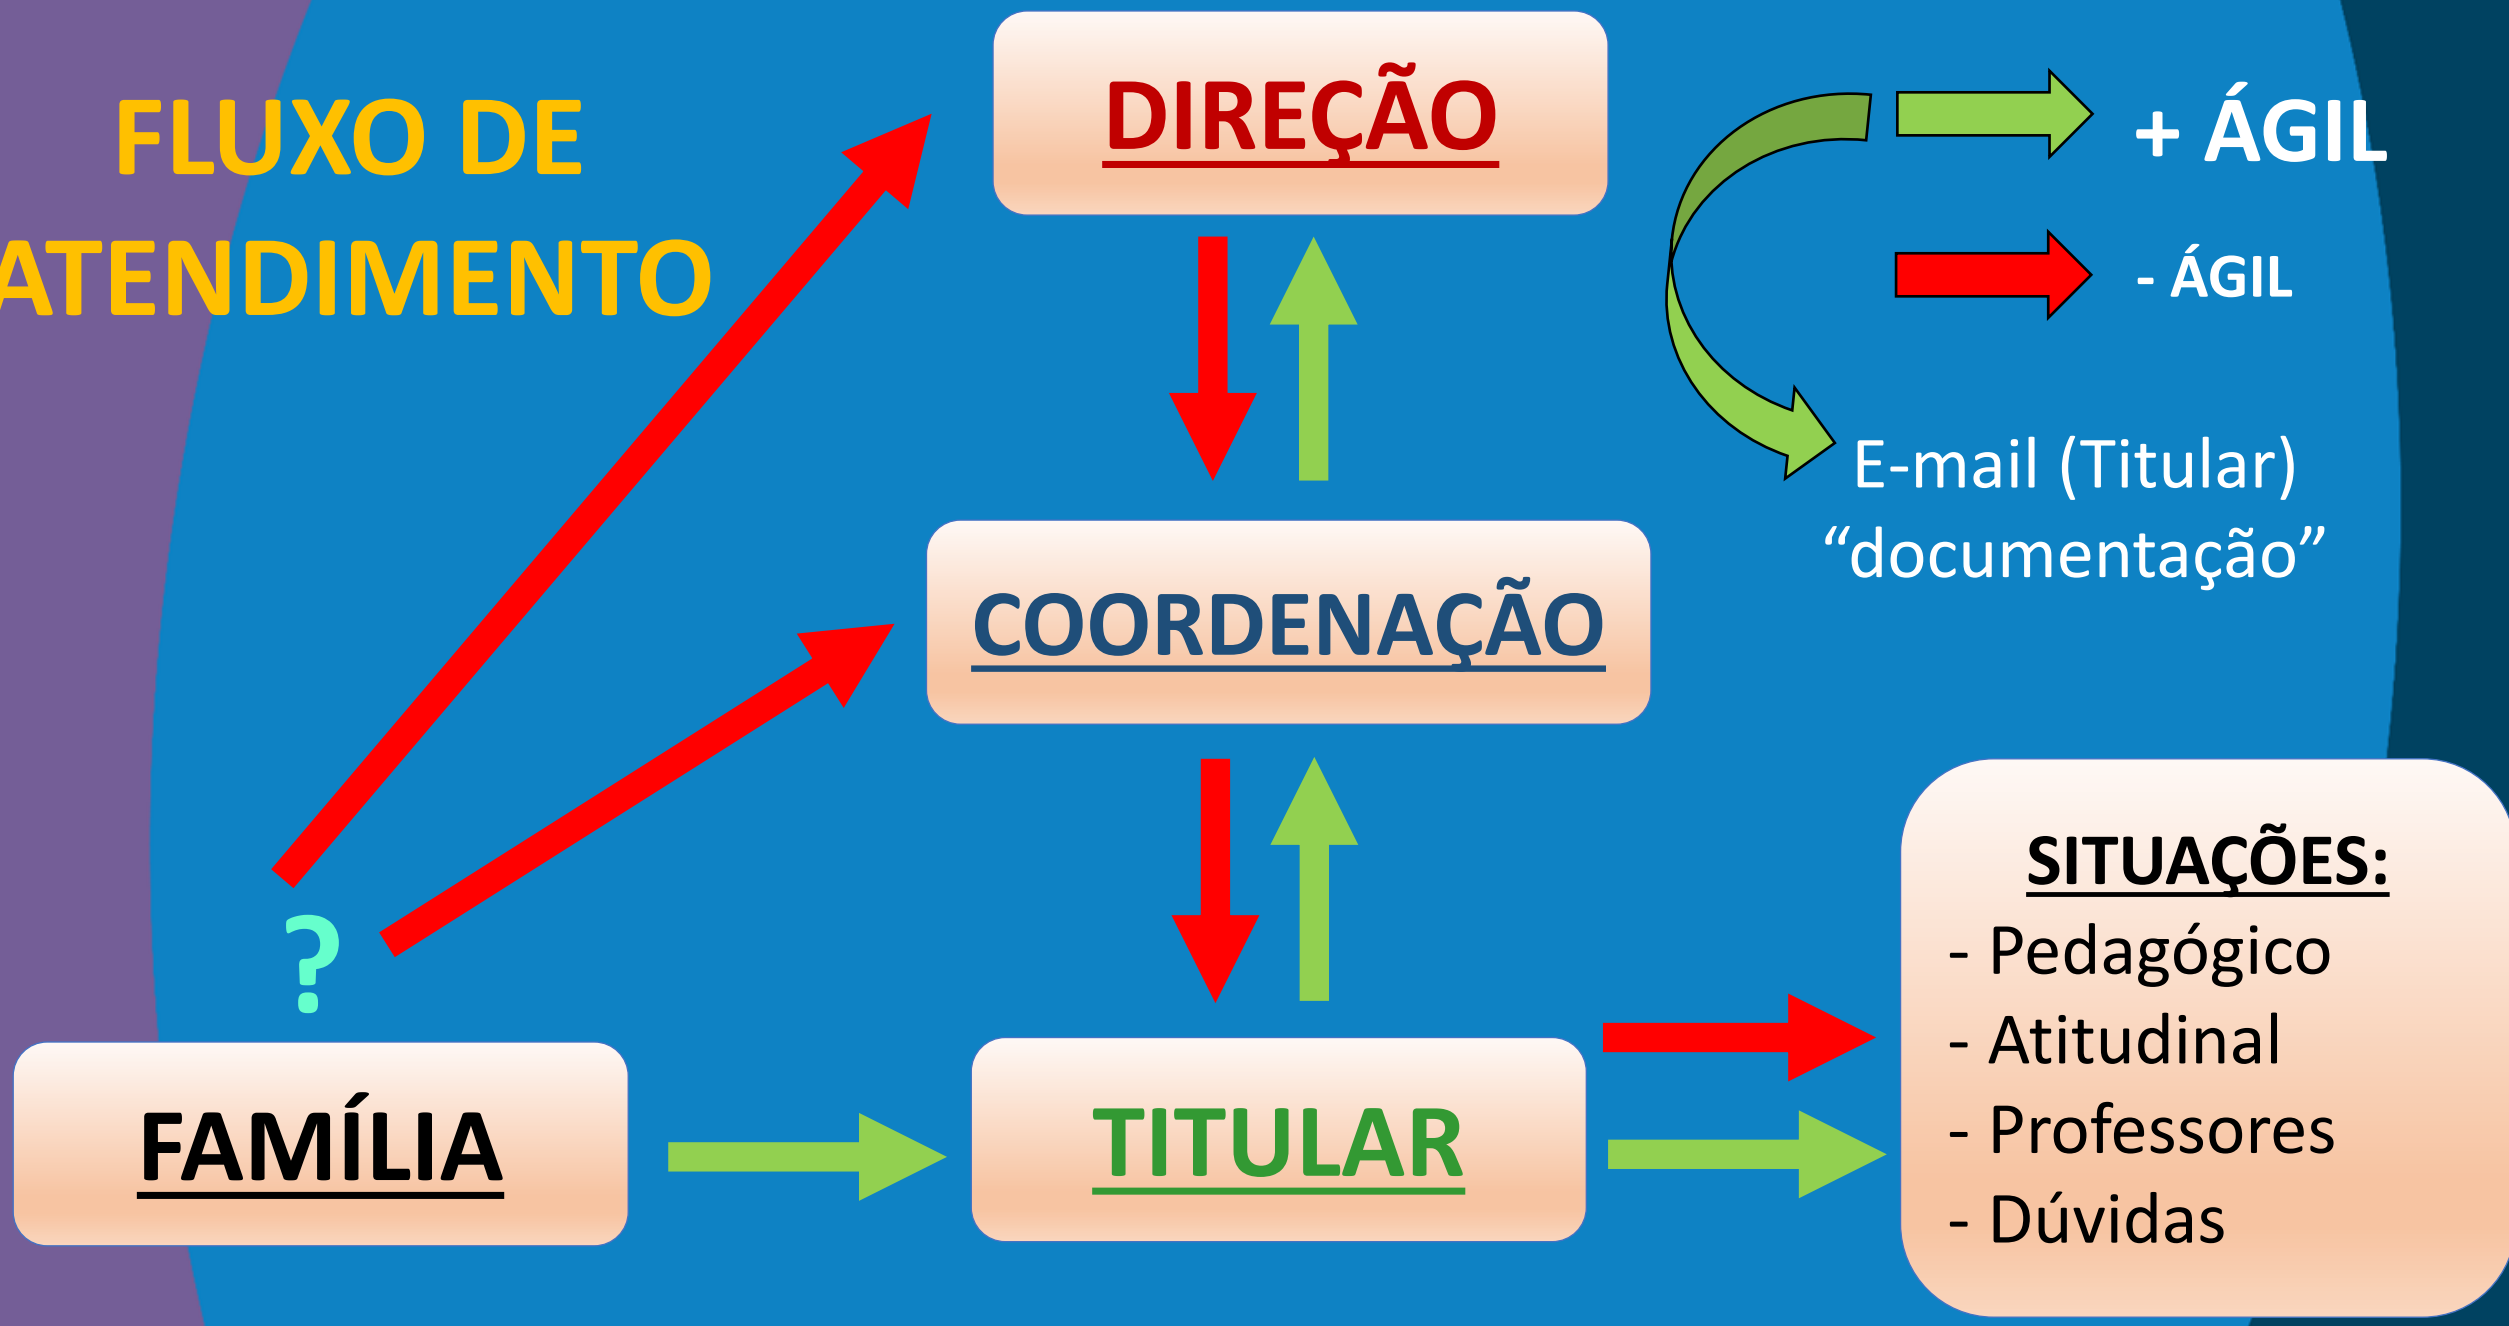 FLUXO DE
ATENDIMENTO
DIREÇÃO
+ ÁGIL
- ÁGIL
E-mail (Titular)
“documentação”
COORDENAÇÃO
?
FAMÍLIA
TITULAR
SITUAÇÕES:
- Pedagógico
- Atitudinal
- Professores
- Dúvidas